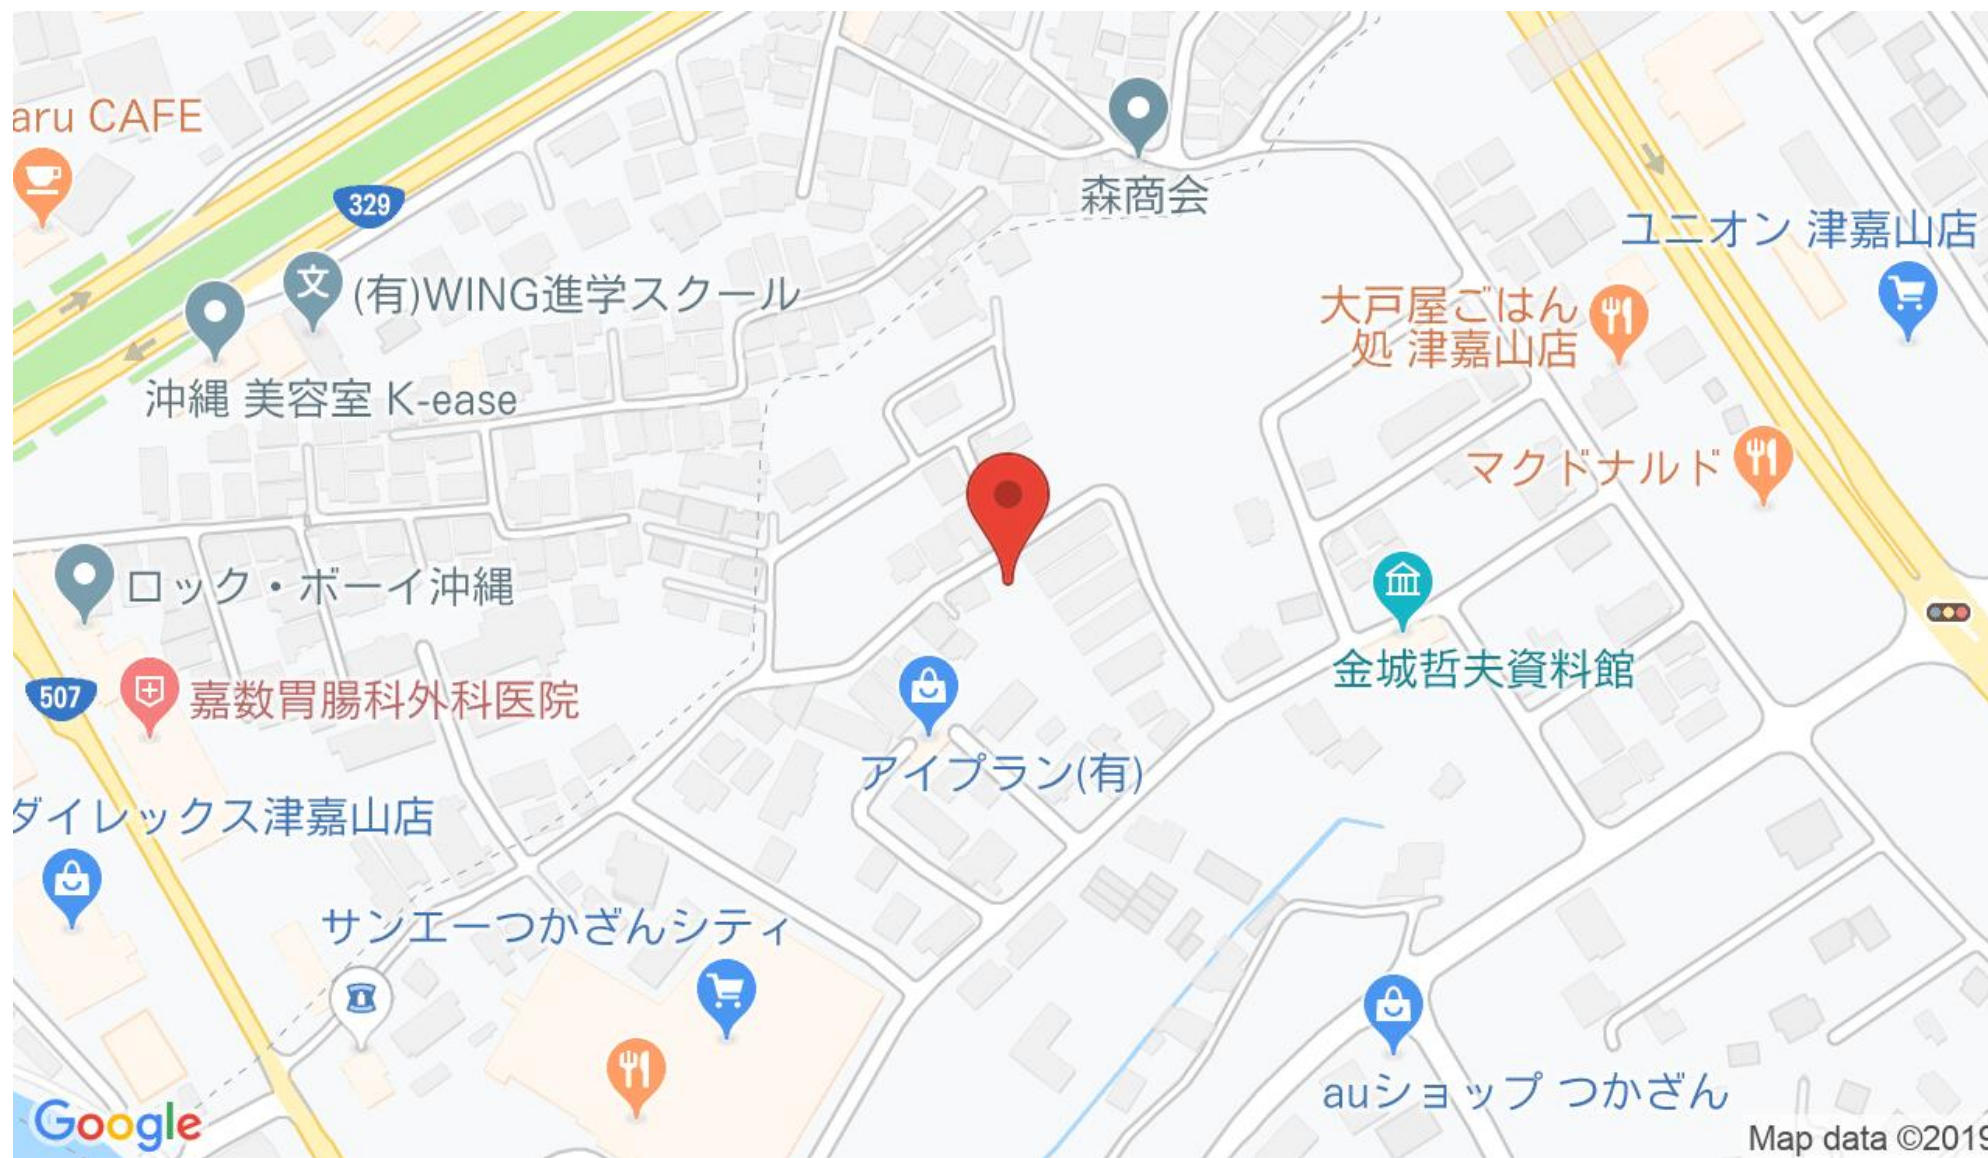 aru CAFE
森商会
329
ユニオン 津嘉山店
(有)WING進学スクール
大戸屋ごはん
処 津嘉山店
沖縄 美容室 K-ease
マクドナルド
文
ロック・ボーイ沖縄
金城哲夫資料館
507
嘉数胃腸科外科医院
アイプラン(有)
ダイレックス津嘉山店
サンエーつかざんシティ
auショップ つかざん
Google
Map data ©2019